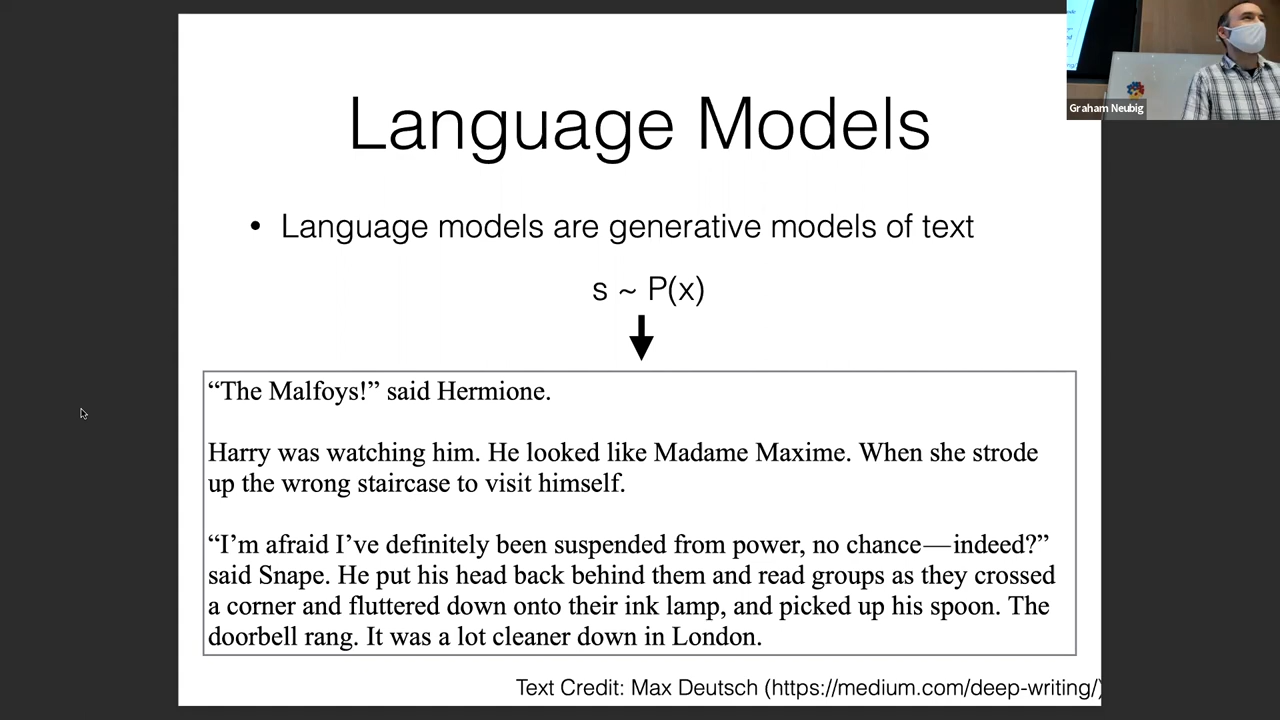 Language Models
• Language models are generative models of text
s ~ P(x)
“The Malfoys!” said Hermione.
Harry was watching him. He looked like Madame Maxime. When she strode
up the wrong staircase to visit himself.
“I’m afraid I’ve definitely been suspended from power, no chance—indeed?”
said Snape. He put his head back behind them and read groups as they crossed
a corner and fluttered down onto their ink lamp, and picked up his spoon. The
doorbell rang. It was a lot cleaner down in London.
Text Credit: Max Deutsch (https://medium.com/deep-writing/)
Graham Neubig